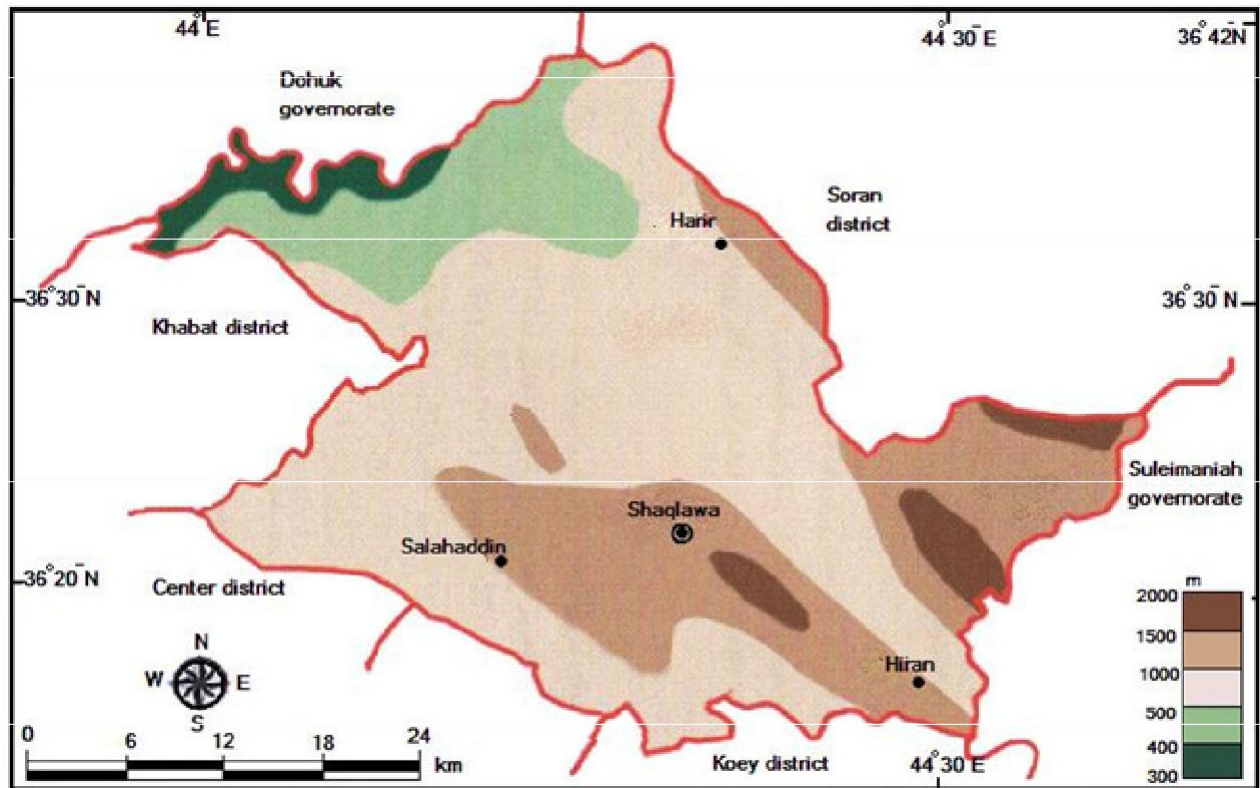 44° E
44° 30¯ E
36° 42¯ N
Dohuk
governorate
Soran
district
Harir
36° 30¯ N
36° 30¯ N
Khabat district
Suleimaniah
governorate
Shaqlawa
Salahaddin
36° 20¯ N
Center district
m
2000
1500
1000
500
400
300
N
W E
S
Hiran
0 6 12 18 24
km
Koey district
44° 30¯ E